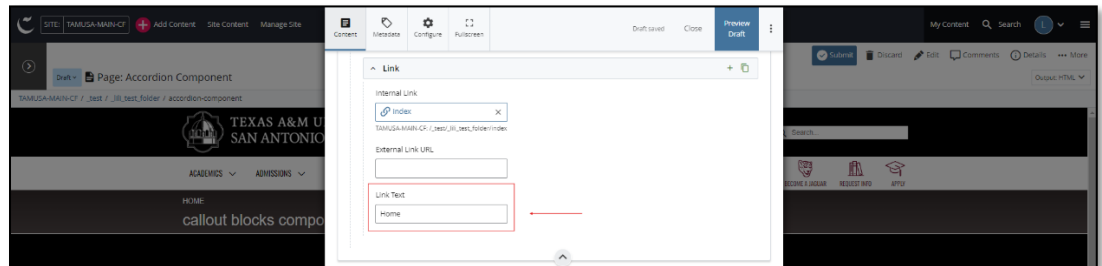 SITE: TAMUSA-MAIN-CF Add Content Site Content Manage Site
Content Metadata Configure Fullscreen
Draft saved Close Preview Draft
My Content Search L
Submit Discard Edit Comments Details More
Draft Page: Accordion Component
Output: HTML
TAMUSA-MAIN-CF / _test / _lili_test_folder / accordion-component
Link
Internal Link
Index
TAMUSA-MAIN-CF: /_test/_lili_test_folder/index
External Link URL
Link Text
Home
TEXAS A&M U
SAN ANTONIO
Search...
ACADEMICS ADMISSIONS
BECOME A JAGUAR REQUEST INFO APPLY
HOME
callout blocks compo